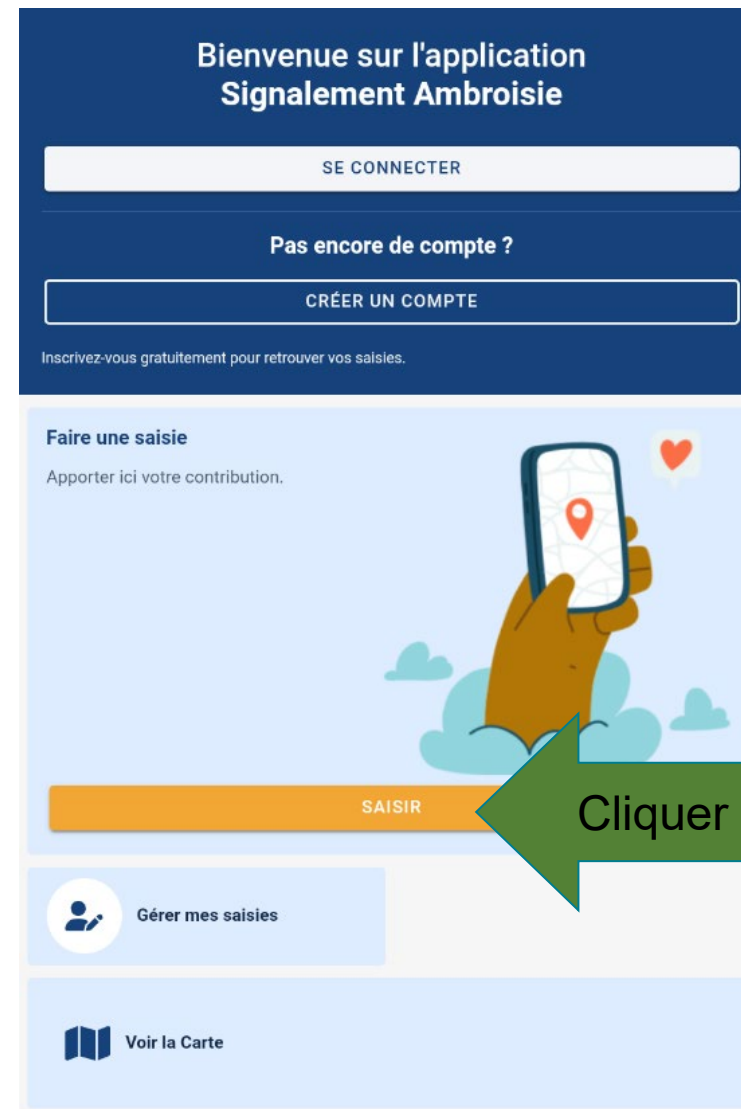 Bienvenue sur l'application
Signalement Ambroisie
SE CONNECTER
Pas encore de compte ?
CRÉER UN COMPTE
Inscrivez-vous gratuitement pour retrouver vos saisies.
Faire une saisie
Apporter ici votre contribution.
SAISIR
Cliquer
Gérer mes saisies
Voir la Carte